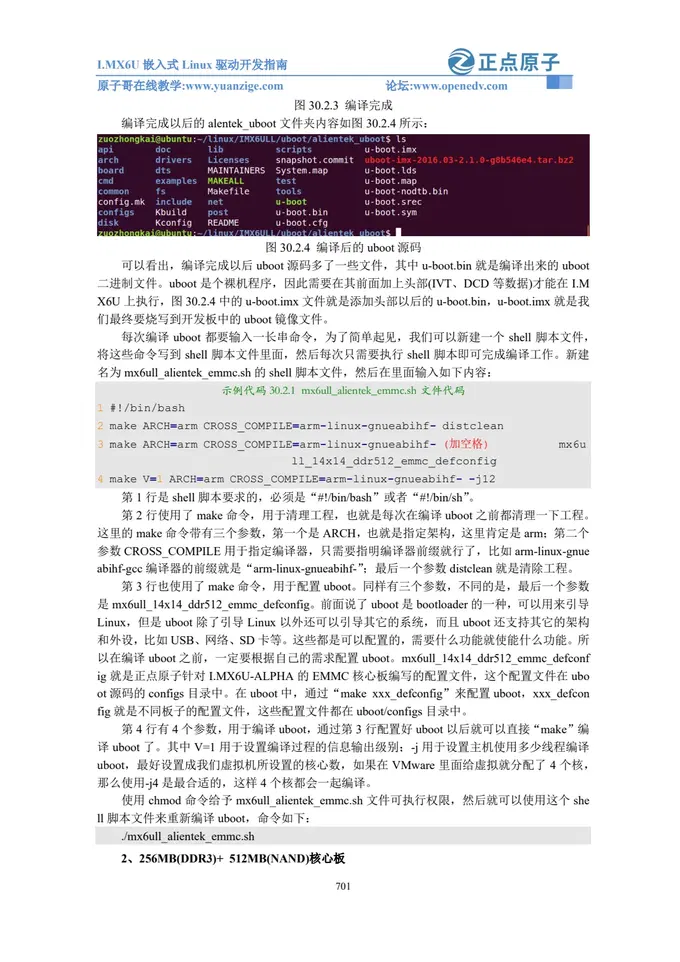 I.MX6U 嵌入式 Linux 驱动开发指南
正点原子
原子哥在线教学:www.yuanzige.com 论坛:www.openedv.com
图 30.2.3 编译完成
编译完成以后的 alentek_uboot 文件夹内容如图 30.2.4 所示：
zuozhongkai@ubuntu:~/linux/IMX6ULL/uboot/alientek_uboot$ ls
api doc lib scripts u-boot.imx
arch drivers Licenses snapshot.commit uboot-imx-2016.03-2.1.0-g8b546e4.tar.bz2
board dts MAINTAINERS System.map u-boot.lds
cmd examples MAKEALL test u-boot.map
common fs Makefile tools u-boot-nodtb.bin
config.mk include net u-boot u-boot.srec
configs Kbuild post u-boot.bin u-boot.sym
disk Kconfig README u-boot.cfg
zuozhongkai@ubuntu:~/linux/IMX6ULL/uboot/alientek_uboot$
图 30.2.4 编译后的 uboot 源码
可以看出，编译完成以后 uboot 源码多了一些文件，其中 u-boot.bin 就是编译出来的 uboot
二进制文件。uboot 是个裸机程序，因此需要在其前面加上头部(IVT、DCD 等数据)才能在 I.M
X6U 上执行，图 30.2.4 中的 u-boot.imx 文件就是添加头部以后的 u-boot.bin，u-boot.imx 就是我
们最终要烧写到开发板中的 uboot 镜像文件。
每次编译 uboot 都要输入一长串命令，为了简单起见，我们可以新建一个 shell 脚本文件，
将这些命令写到 shell 脚本文件里面，然后每次只需要执行 shell 脚本即可完成编译工作。新建
名为 mx6ull_alientek_emmc.sh 的 shell 脚本文件，然后在里面输入如下内容：
示例代码 30.2.1 mx6ull_alientek_emmc.sh 文件代码
1 #!/bin/bash
2 make ARCH=arm CROSS_COMPILE=arm-linux-gnueabihf- distclean
3 make ARCH=arm CROSS_COMPILE=arm-linux-gnueabihf- (加空格) mx6u
ll_14x14_ddr512_emmc_defconfig
4 make V=1 ARCH=arm CROSS_COMPILE=arm-linux-gnueabihf- -j12
第 1 行是 shell 脚本要求的，必须是“#!/bin/bash”或者“#!/bin/sh”。
第 2 行使用了 make 命令，用于清理工程，也就是每次在编译 uboot 之前都清理一下工程。
这里的 make 命令带有三个参数，第一个是 ARCH，也就是指定架构，这里肯定是 arm；第二个
参数 CROSS_COMPILE 用于指定编译器，只需要指明编译器前缀就行了，比如 arm-linux-gnue
abihf-gcc 编译器的前缀就是“arm-linux-gnueabihf-”；最后一个参数 distclean 就是清除工程。
第 3 行也使用了 make 命令，用于配置 uboot。同样有三个参数，不同的是，最后一个参数
是 mx6ull_14x14_ddr512_emmc_defconfig。前面说了 uboot 是 bootloader 的一种，可以用来引导
Linux，但是 uboot 除了引导 Linux 以外还可以引导其它的系统，而且 uboot 还支持其它的架构
和外设，比如 USB、网络、SD 卡等。这些都是可以配置的，需要什么功能就使能什么功能。所
以在编译 uboot 之前，一定要根据自己的需求配置 uboot。mx6ull_14x14_ddr512_emmc_defconf
ig 就是正点原子针对 I.MX6U-ALPHA 的 EMMC 核心板编写的配置文件，这个配置文件在 ubo
ot 源码的 configs 目录中。在 uboot 中，通过“make xxx_defconfig”来配置 uboot，xxx_defcon
fig 就是不同板子的配置文件，这些配置文件都在 uboot/configs 目录中。
第 4 行有 4 个参数，用于编译 uboot，通过第 3 行配置好 uboot 以后就可以直接“make”编
译 uboot 了。其中 V=1 用于设置编译过程的信息输出级别；-j 用于设置主机使用多少线程编译
uboot，最好设置成我们虚拟机所设置的核心数，如果在 VMware 里面给虚拟就分配了 4 个核，
那么使用-j4 是最合适的，这样 4 个核都会一起编译。
使用 chmod 命令给予 mx6ull_alientek_emmc.sh 文件可执行权限，然后就可以使用这个 she
ll 脚本文件来重新编译 uboot，命令如下：
./mx6ull_alientek_emmc.sh
2、256MB(DDR3)+ 512MB(NAND)核心板
701